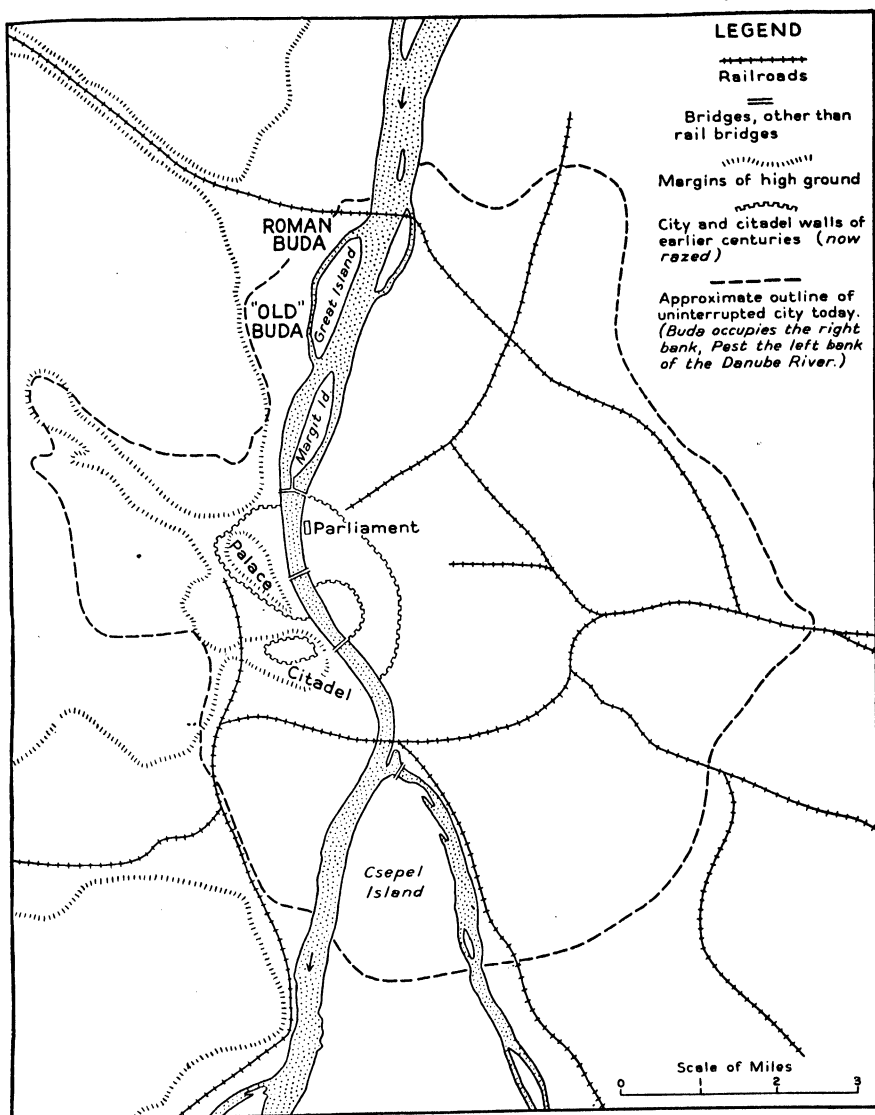 LEGEND
Railroads
Bridges, other than
rail bridges
Margins of high ground
City and citadel walls of
earlier centuries (now
razed)
Approximate outline of
uninterrupted city today.
(Buda occupies the right
bank, Pest the left bank
of the Danube River.)
ROMAN
BUDA
"OLD"
BUDA
Great Island
Margit Id.
Parliament
Palace
Citadel
Csepel
Island
Scale of Miles
0 1 2 3